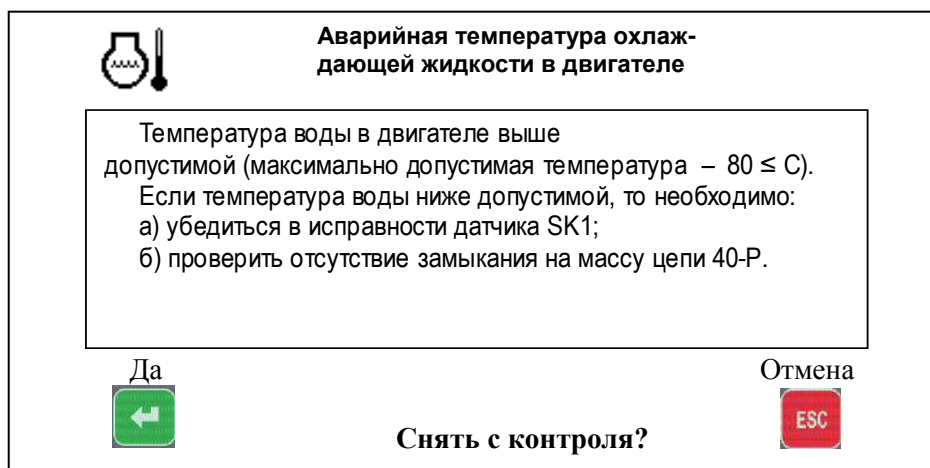 Аварийная температура охлаж-
дающей жидкости в двигателе
Температура воды в двигателе выше
допустимой (максимально допустимая температура – 80 ≤ С).
Если температура воды ниже допустимой, то необходимо:
а) убедиться в исправности датчика SK1;
б) проверить отсутствие замыкания на массу цепи 40-Р.
Да
Отмена
ESC
Снять с контроля?